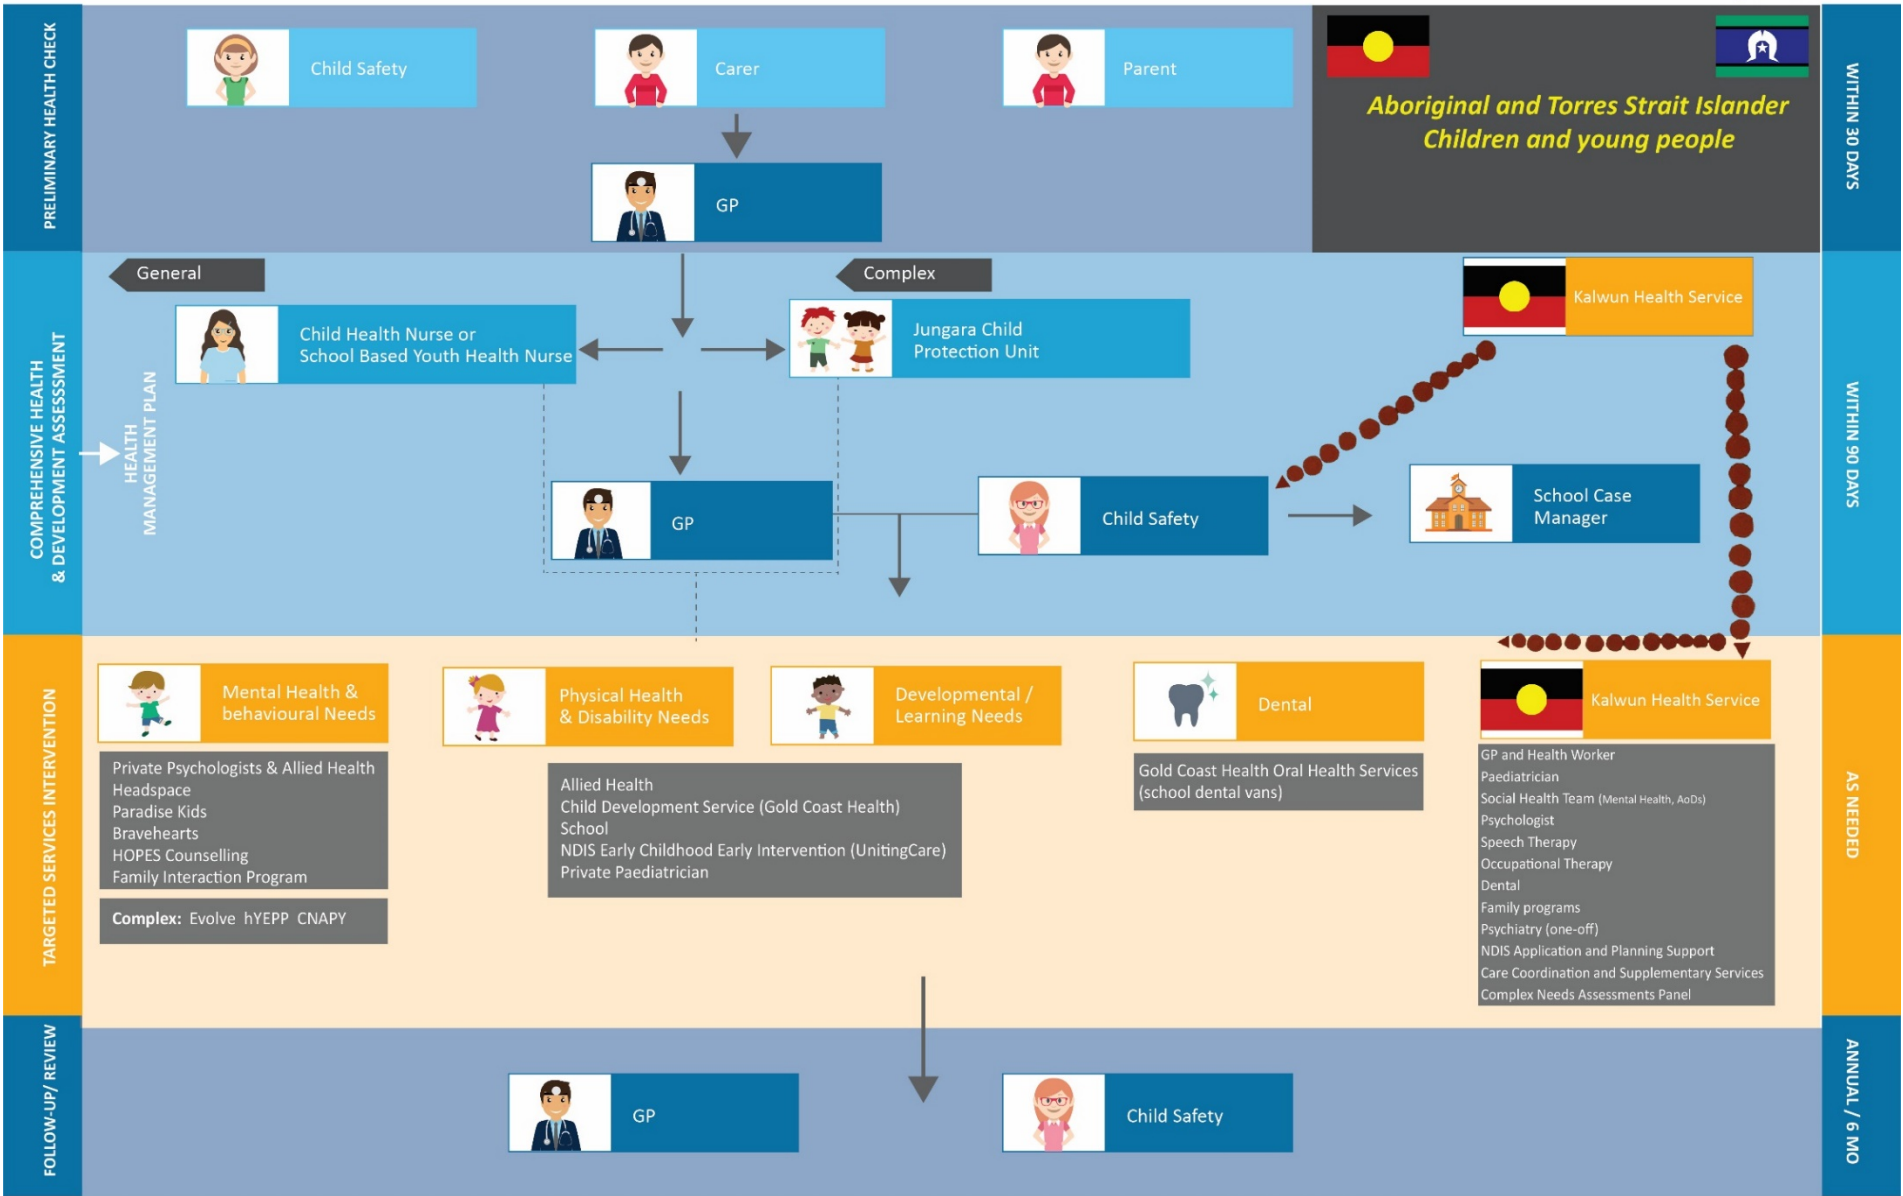 PRELIMINARY HEALTH CHECK
Child Safety
Carer
Parent
GP
Aboriginal and Torres Strait Islander
Children and young people
WITHIN 30 DAYS
COMPREHENSIVE HEALTH
& DEVELOPMENT ASSESSMENT
HEALTH
MANAGEMENT PLAN
General
Complex
Child Health Nurse or
School Based Youth Health Nurse
Jungara Child
Protection Unit
Kalwun Health Service
GP
Child Safety
School Case
Manager
WITHIN 90 DAYS
TARGETED SERVICES INTERVENTION
Mental Health &
behavioural Needs
Private Psychologists & Allied Health
Headspace
Paradise Kids
Bravehearts
HOPES Counselling
Family Interaction Program
Complex: Evolve hYEPP CNAPY
Physical Health
& Disability Needs
Developmental /
Learning Needs
Allied Health
Child Development Service (Gold Coast Health)
School
NDIS Early Childhood Early Intervention (UnitingCare)
Private Paediatrician
Dental
Gold Coast Health Oral Health Services
(school dental vans)
Kalwun Health Service
GP and Health Worker
Paediatrician
Social Health Team (Mental Health, AoDs)
Psychologist
Speech Therapy
Occupational Therapy
Dental
Family programs
Psychiatry (one-off)
NDIS Application and Planning Support
Care Coordination and Supplementary Services
Complex Needs Assessments Panel
AS NEEDED
FOLLOW-UP/ REVIEW
GP
Child Safety
ANNUAL / 6 MO